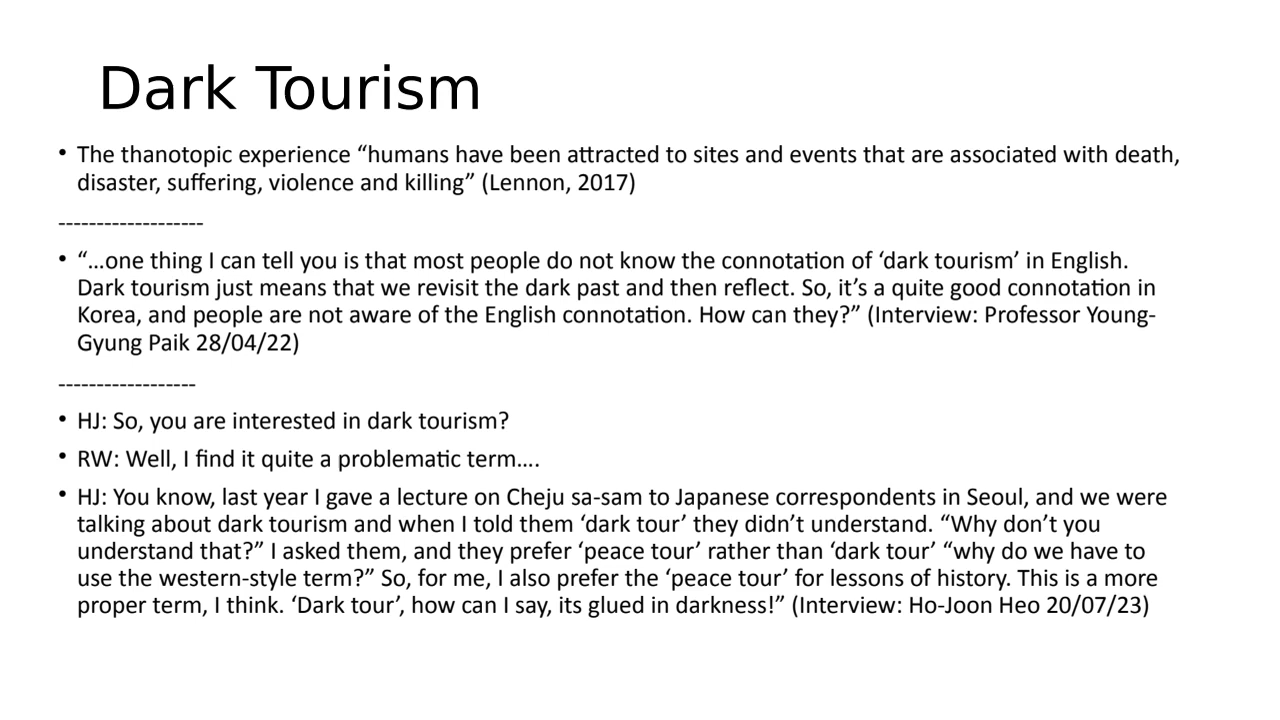 Dark Tourism
• The thanotopic experience “humans have been attracted to sites and events that are associated with death,
disaster, suffering, violence and killing” (Lennon, 2017)
-------------------
• “…one thing I can tell you is that most people do not know the connotation of ‘dark tourism’ in English.
Dark tourism just means that we revisit the dark past and then reflect. So, it’s a quite good connotation in
Korea, and people are not aware of the English connotation. How can they?” (Interview: Professor Young-
Gyung Paik 28/04/22)
------------------
• HJ: So, you are interested in dark tourism?
• RW: Well, I find it quite a problematic term….
• HJ: You know, last year I gave a lecture on Cheju sa-sam to Japanese correspondents in Seoul, and we were
talking about dark tourism and when I told them ‘dark tour’ they didn’t understand. “Why don’t you
understand that?” I asked them, and they prefer ‘peace tour’ rather than ‘dark tour’ “why do we have to
use the western-style term?” So, for me, I also prefer the ‘peace tour’ for lessons of history. This is a more
proper term, I think. ‘Dark tour’, how can I say, its glued in darkness!” (Interview: Ho-Joon Heo 20/07/23)